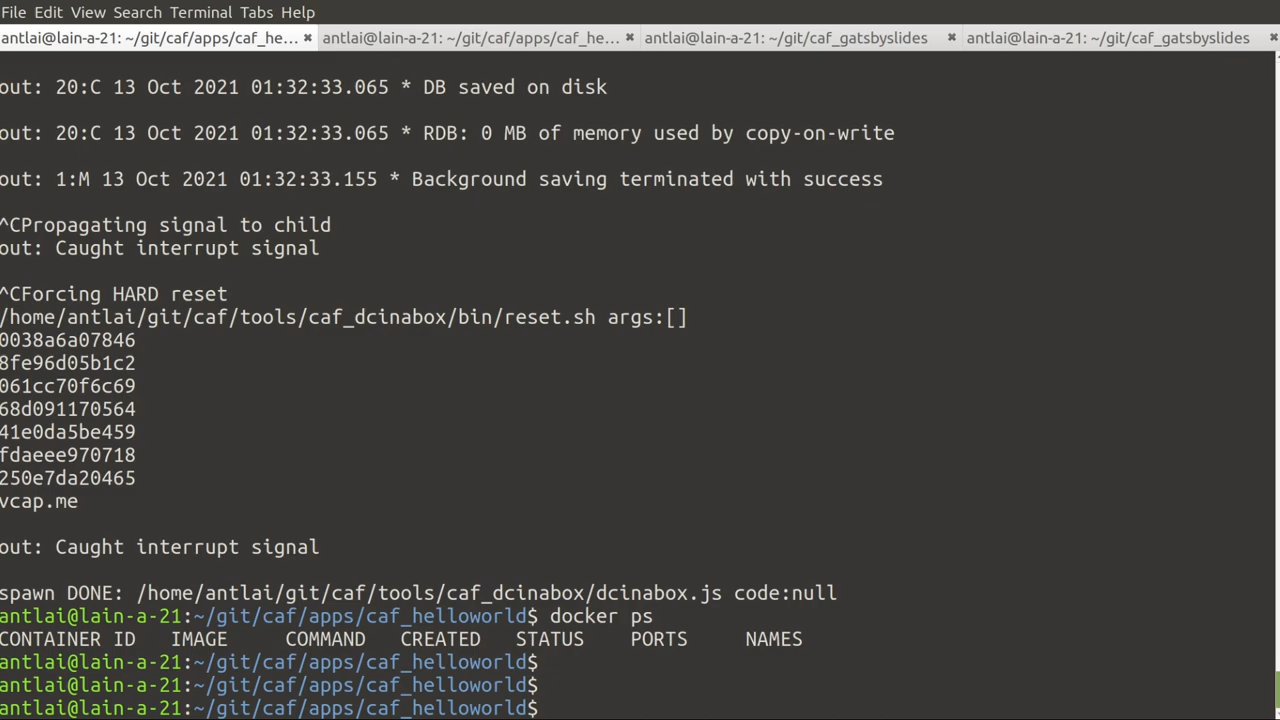 File Edit View Search Terminal Tabs Help
antlai@lain-a-21: ~/git/caf/apps/caf_he... ✖ antlai@lain-a-21: ~/git/caf/apps/caf_he... ✖ antlai@lain-a-21: ~/git/caf_gatsbyslides ✖ antlai@lain-a-21: ~/git/caf_gatsbyslides ✖
out: 20:C 13 Oct 2021 01:32:33.065 * DB saved on disk
out: 20:C 13 Oct 2021 01:32:33.065 * RDB: 0 MB of memory used by copy-on-write
out: 1:M 13 Oct 2021 01:32:33.155 * Background saving terminated with success
^CPropagating signal to child
out: Caught interrupt signal
^CForcing HARD reset
/home/antlai/git/caf/tools/caf_dcinabox/bin/reset.sh args:[]
0038a6a07846
8fe96d05b1c2
061cc70f6c69
68d091170564
41e0da5be459
fdaeee970718
250e7da20465
vcap.me
out: Caught interrupt signal
spawn DONE: /home/antlai/git/caf/tools/caf_dcinabox/dcinabox.js code:null
antlai@lain-a-21:~/git/caf/apps/caf_helloworld$ docker ps
CONTAINER ID   IMAGE     COMMAND   CREATED   STATUS    PORTS     NAMES
antlai@lain-a-21:~/git/caf/apps/caf_helloworld$
antlai@lain-a-21:~/git/caf/apps/caf_helloworld$
antlai@lain-a-21:~/git/caf/apps/caf_helloworld$